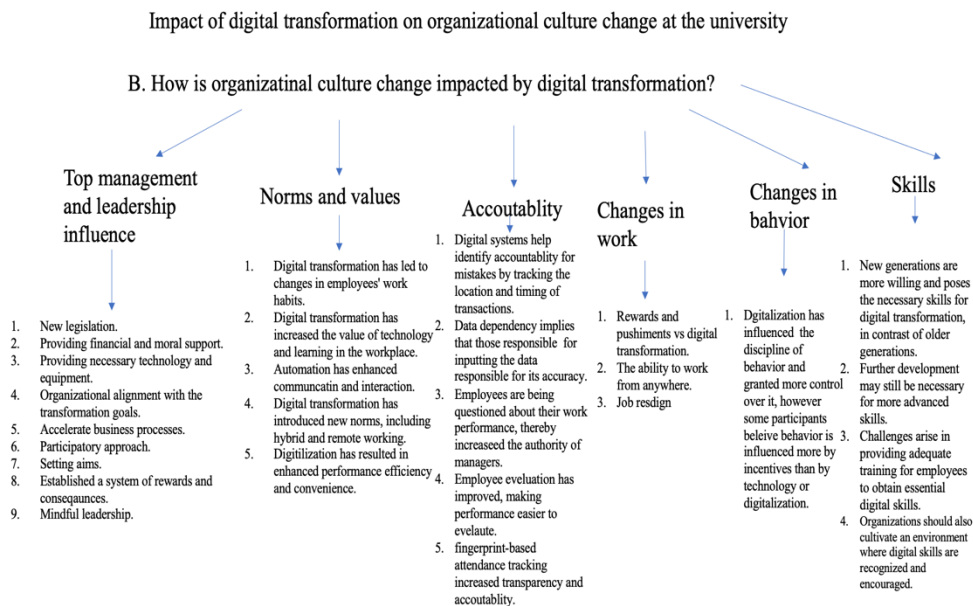 Impact of digital transformation on organizational culture change at the university
B. How is organizatinal culture change impacted by digital transformation?
Top management
and leadership
influence
1. New legislation.
2. Providing financial and moral support.
3. Providing necessary technology and
equipment.
4. Organizational alignment with the
transformation goals.
5. Accelerate business processes.
6. Participatory approach.
7. Setting aims.
8. Established a system of rewards and
conseqaunces.
9. Mindful leadership.
Norms and values
1. Digital transformation has led to
changes in employees' work
habits.
2. Digital transformation has
increased the value of technology
and learning in the workplace.
3. Automation has enhanced
communcatin and interaction.
4. Digital transformation has
introduced new norms, including
hybrid and remote working.
5. Digitilization has resulted in
enhanced performance efficiency
and convenience.
Accoutablity
1. Digital systems help
identify accountablity for
mistakes by tracking the
location and timing of
transactions.
2. Data dependency implies
that those responsible for
inputting the data
responsible for its accuracy.
3. Employees are being
questioned about their work
performance, thereby
increaseed the authority of
managers.
4. Employee eveluation has
improved, making
performance easier to
evelaute.
5. fingerprint-based
attendance tracking
increased transparency and
accoutablity.
Changes in
work
1. Rewards and
pushiments vs digital
transformation.
2. The ability to work
from anywhere.
3 Job resdign
Changes in
bahvior
1. Dgitalization has
influenced the
discipline of
behavior and
granted more control
over it, however
some participants
beleive behavior is
influenced more by
incentives than by
technology or
digitalization.
Skills
1. New generations are
more willing and poses
the necessary skills for
digital transformation,
in contrast of older
generations.
2. Further development
may still be necessary
for more advanced
skills.
3. Challenges arise in
providing adequate
training for employees
to obtain essential
digital skills.
4. Organizations should also
cultivate an environment
where digital skills are
recognized and
encouraged.